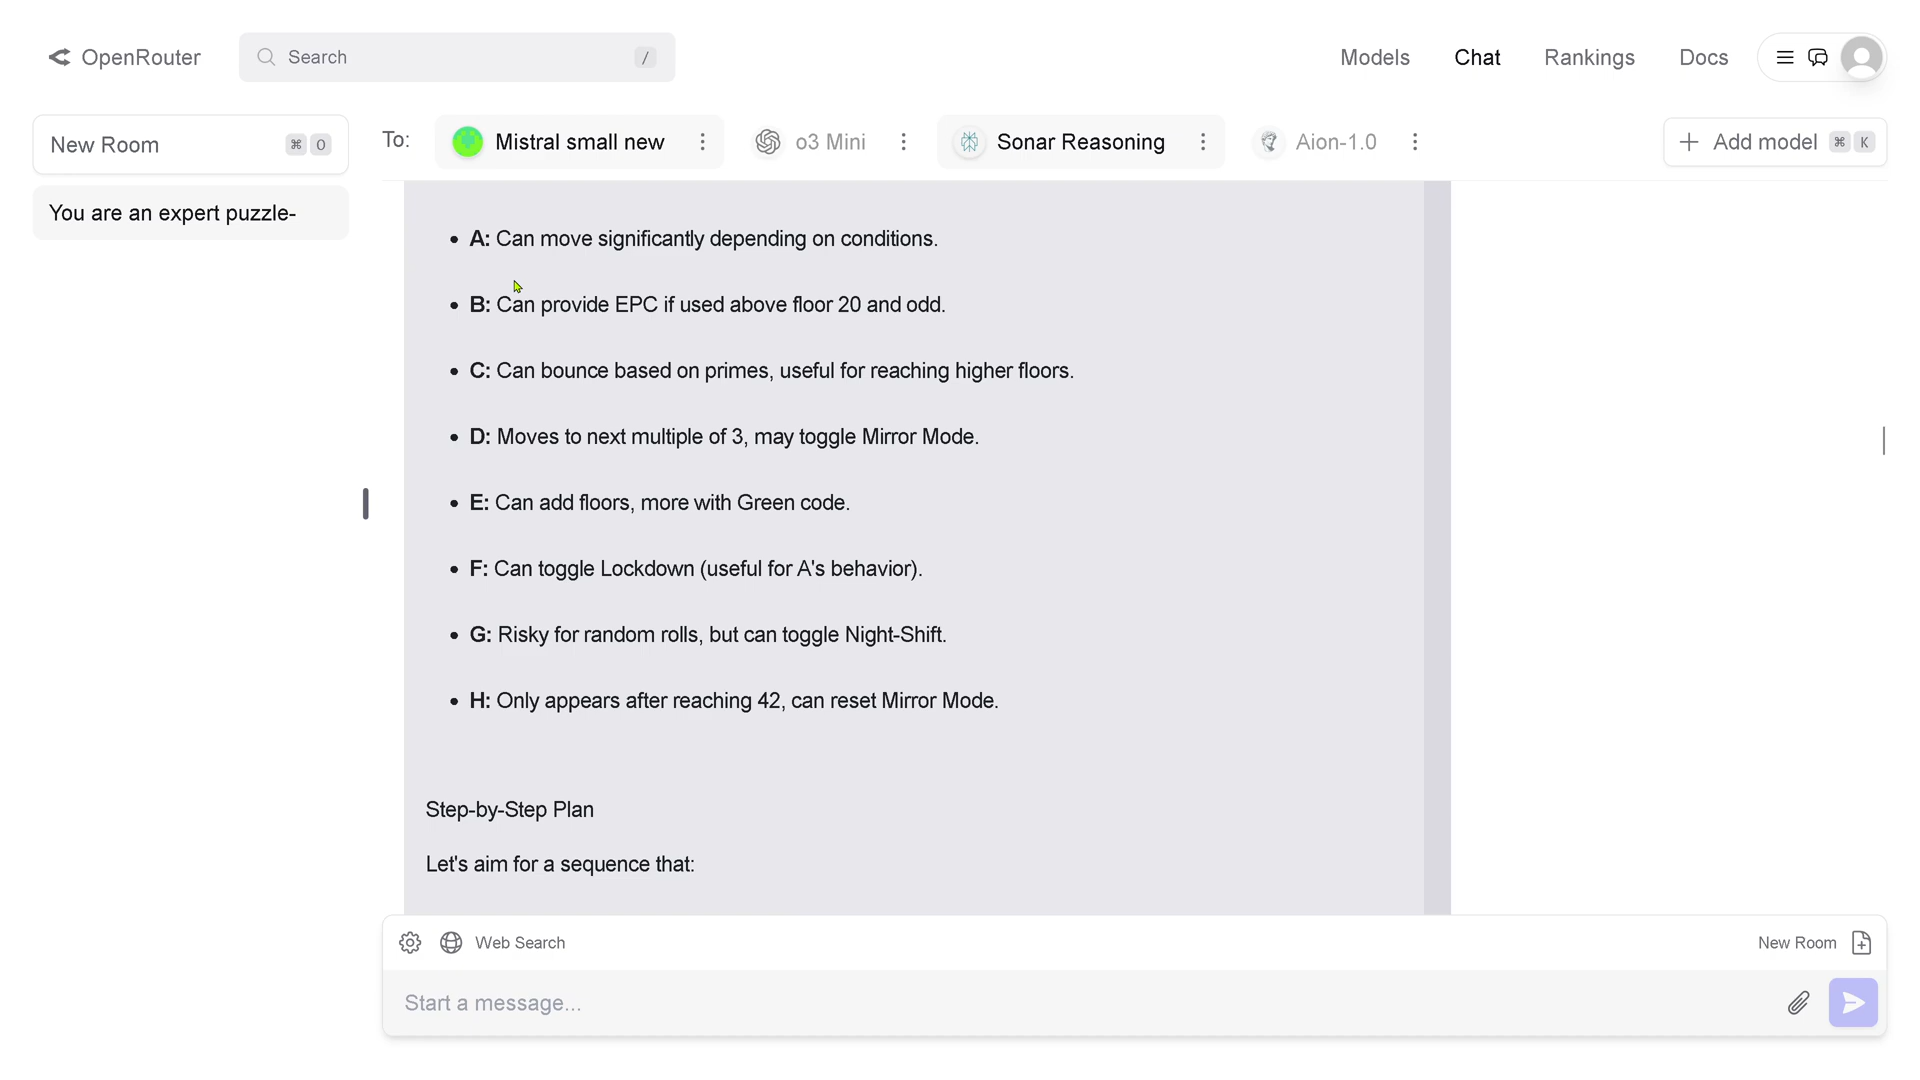 OpenRouter
Search
/
Models
Chat
Rankings
Docs
New Room
⌘ O
To:
Mistral small new
o3 Mini
Sonar Reasoning
Aion-1.0
Add model
⌘ K
You are an expert puzzle-
• A: Can move significantly depending on conditions.
• B: Can provide EPC if used above floor 20 and odd.
• C: Can bounce based on primes, useful for reaching higher floors.
• D: Moves to next multiple of 3, may toggle Mirror Mode.
• E: Can add floors, more with Green code.
• F: Can toggle Lockdown (useful for A's behavior).
• G: Risky for random rolls, but can toggle Night-Shift.
• H: Only appears after reaching 42, can reset Mirror Mode.
Step-by-Step Plan
Let's aim for a sequence that:
Web Search
New Room
Start a message...